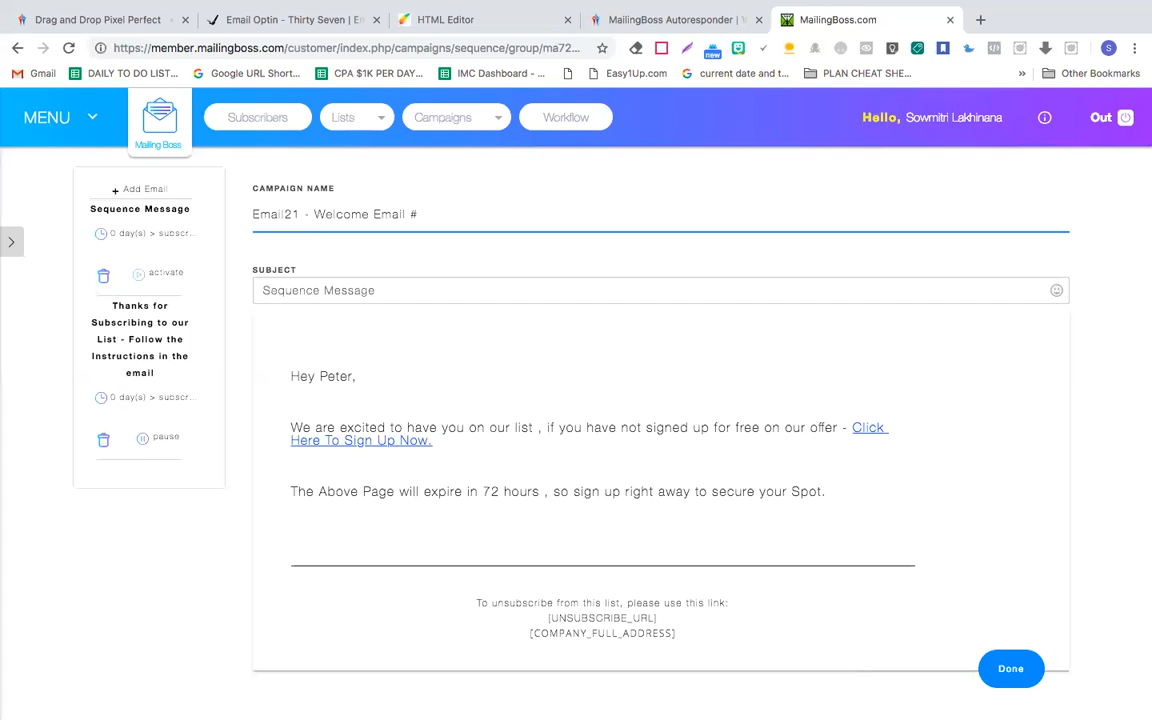 Drag and Drop Pixel Perfect
Email Optin - Thirty Seven | E
HTML Editor
MailingBoss Autoresponder | W
MailingBoss.com
https://member.mailingboss.com/customer/index.php/campaigns/sequence/group/ma72...
new
S
Gmail
DAILY TO DO LIST...
Google URL Short...
CPA $1K PER DAY...
IMC Dashboard - ...
Easy1Up.com
current date and t...
PLAN CHEAT SHE...
»
Other Bookmarks
MENU
Mailing Boss
Subscribers
Lists
Campaigns
Workflow
Hello, Sowmitri Lakhinana
Out
+ Add Email
Sequence Message
0 day(s) > subscr...
activate
Thanks for
Subscribing to our
List - Follow the
Instructions in the
email
0 day(s) > subscr...
pause
CAMPAIGN NAME
Email21 - Welcome Email #
SUBJECT
Sequence Message
Hey Peter,
We are excited to have you on our list , if you have not signed up for free on our offer - Click
Here To Sign Up Now.
The Above Page will expire in 72 hours , so sign up right away to secure your Spot.
To unsubscribe from this list, please use this link:
[UNSUBSCRIBE_URL]
[COMPANY_FULL_ADDRESS]
Done